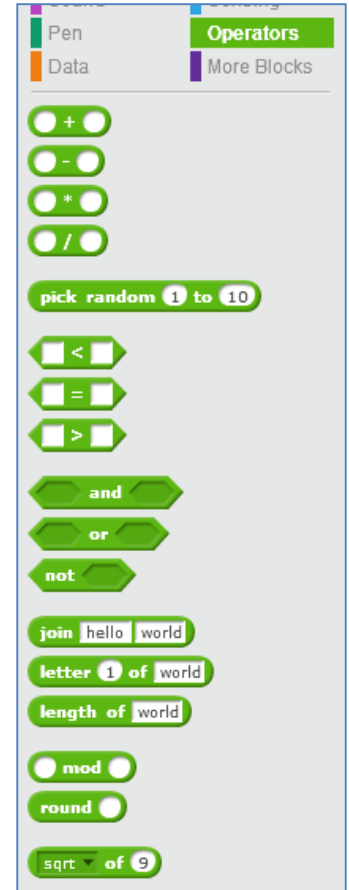 Pen Operators
Data More Blocks
+
-
*
/
pick random 1 to 10
<
=
>
and
or
not
join hello world
letter 1 of world
length of world
mod
round
sqrt of 9